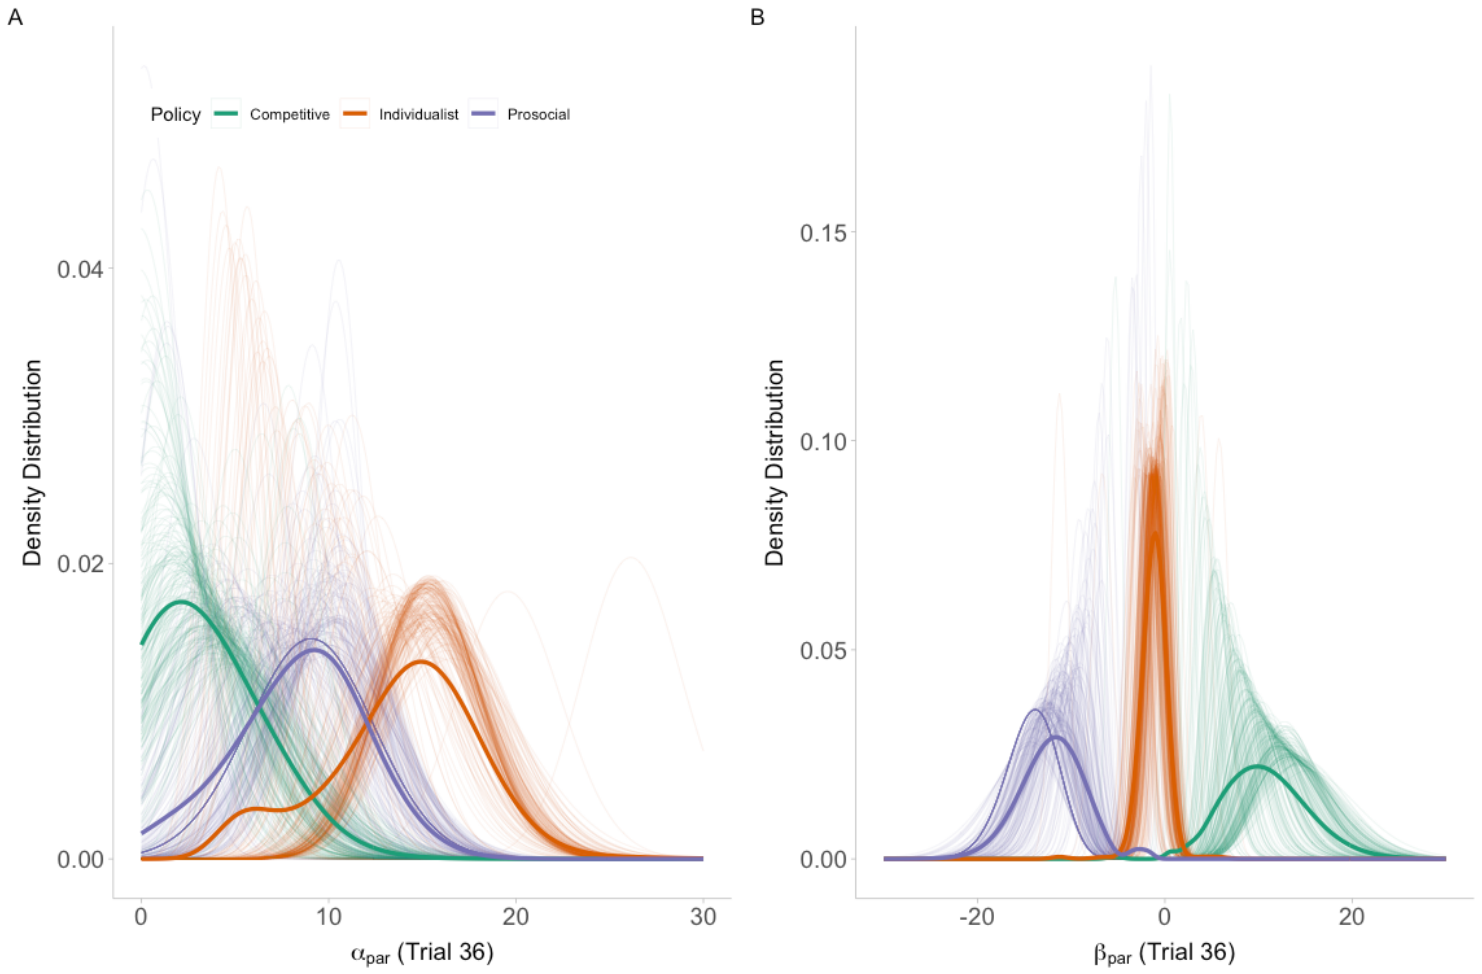 A
Policy Competitive Individualist Prosocial
Density Distribution
0.04
0.02
0.00
0 10 20 30
αpar (Trial 36)
B
Density Distribution
0.15
0.10
0.05
0.00
-20 0 20
βpar (Trial 36)